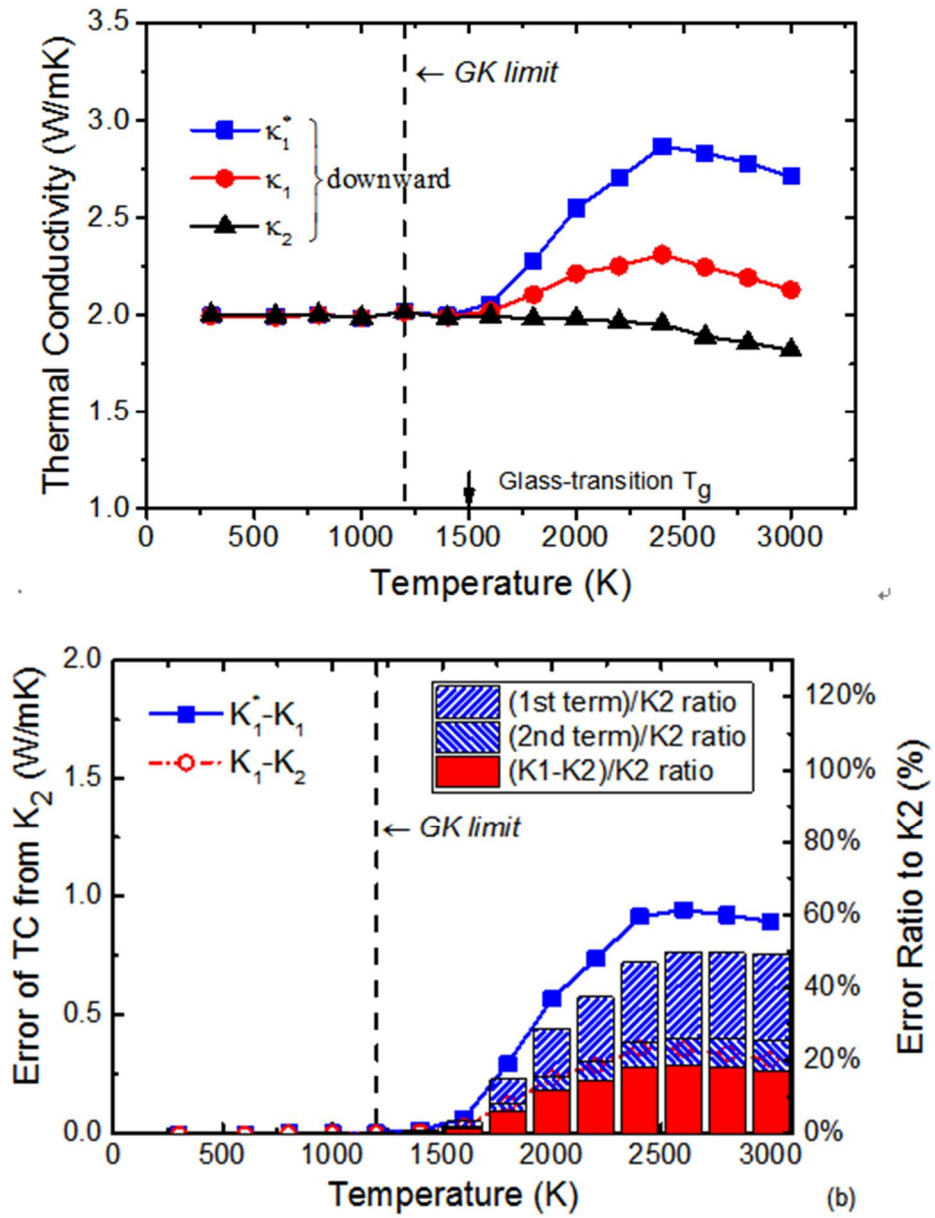 3.5
3.0
2.5
2.0
1.5
1.0
Thermal Conductivity (W/mK)
← GK limit
κ₁*
κ₁
κ₂
downward
Glass-transition Tg
0 500 1000 1500 2000 2500 3000
Temperature (K)
2.0
1.5
1.0
0.5
0.0
Error of TC from K₂ (W/mK)
K₁*-K₁
K₁-K₂
← GK limit
(1st term)/K2 ratio
(2nd term)/K2 ratio
(K1-K2)/K2 ratio
120%
100%
80%
60%
40%
20%
0%
Error Ratio to K2 (%)
0 500 1000 1500 2000 2500 3000
Temperature (K)
(b)